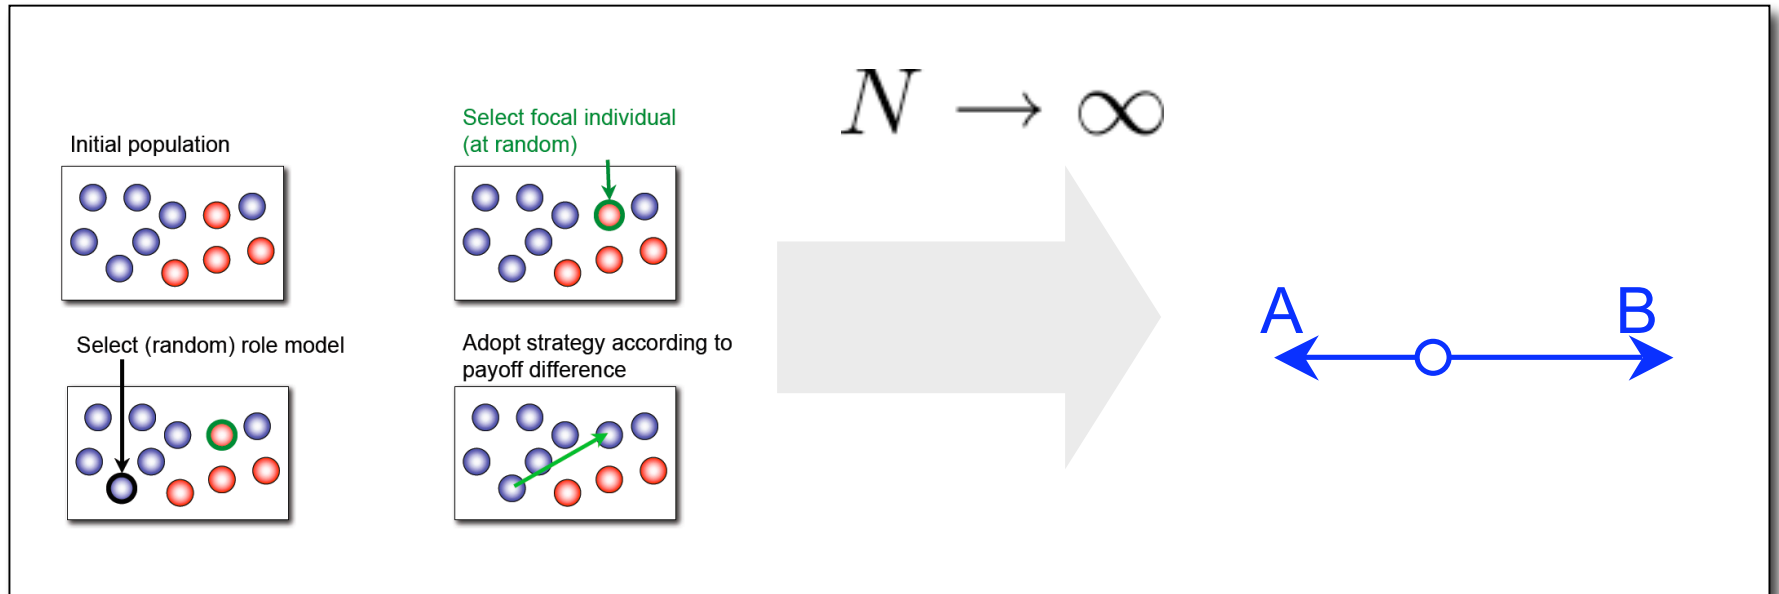 Initial population
Select focal individual
(at random)
Select (random) role model
Adopt strategy according to
payoff difference
N → ∞
A
B